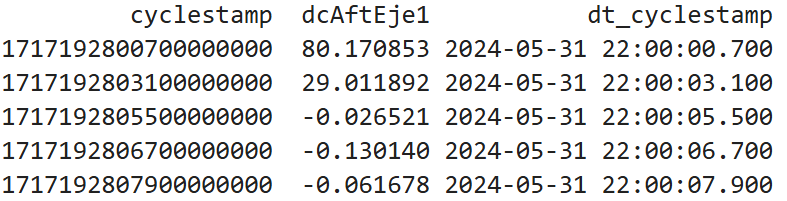 cyclestamp dcAftEje1 dt_cyclestamp
1717192800700000000 80.170853 2024-05-31 22:00:00.700
1717192803100000000 29.011892 2024-05-31 22:00:03.100
1717192805500000000 -0.026521 2024-05-31 22:00:05.500
1717192806700000000 -0.130140 2024-05-31 22:00:06.700
1717192807900000000 -0.061678 2024-05-31 22:00:07.900